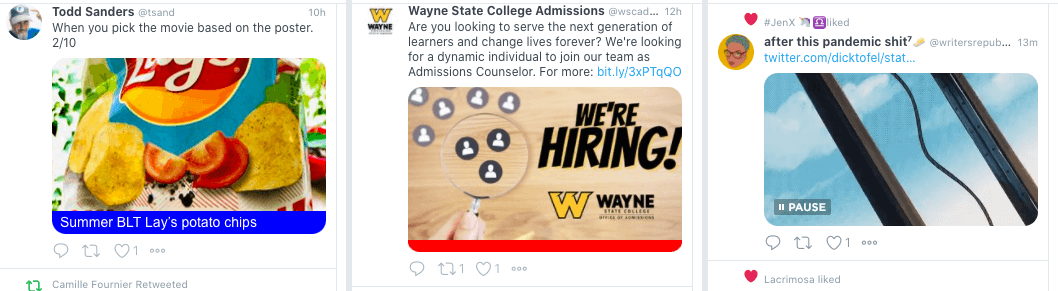 Todd Sanders @tsand 10h
When you pick the movie based on the poster.
2/10
Lay's
Summer BLT Lay's potato chips
1
Camille Fournier Retweeted
WAYNE
Wayne State College Admissions @wscad... 12h
Are you looking to serve the next generation of
learners and change lives forever? We're looking
for a dynamic individual to join our team as
Admissions Counselor. For more: bit.ly/3xPTqQO
WE'RE
HIRING!
W WAYNE
STATE COLLEGE
OFFICE OF ADMISSIONS
1 1
#JenX 🦄♎liked
after this pandemic shit⁷ @writersrepub... 13m
twitter.com/dicktofel/stat...
PAUSE
1
Lacrimosa liked